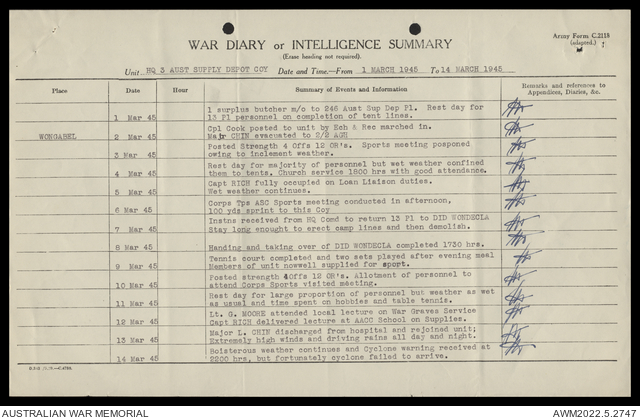 Army Form C.2118
(adapted.)
WAR DIARY or INTELLIGENCE SUMMARY
(Erase heading not required).
Unit HQ 3 AUST SUPPLY DEPOT COY Date and Time.—From 1 MARCH 1945 To 14 MARCH 1945
Place Date Hour Summary of Events and Information Remarks and references to Appendices, Diaries, &c.
1 surplus butcher m/o to 246 Aust Sup Dep Pl. Rest day for
1 Mar 45 13 Pl personnel on completion of tent lines.
Cpl Cook posted to unit by Ech & Rec marched in.
WONGABEL 2 Mar 45 Major CHIN evacuated to 2/2 AGH
Posted Strength 4 Offs 12 OR's. Sports meeting posponed
3 Mar 45 owing to inclement weather.
Rest day for majority of personnel but wet weather confined
4 Mar 45 them to tents. Church service 1800 hrs with good attendance.
Capt RICH fully occupied on Loan Liaison duties.
5 Mar 45 Wet weather continues.
Corps Tps ASC Sports meeting conducted in afternoon,
6 Mar 45 100 yds sprint to this Coy
Instns received from HQ Comd to return 13 Pl to DID WONDECLA
7 Mar 45 Stay long enought to erect camp lines and then damolish.
8 Mar 45 Handing and taking over of DID WONDECLA completed 1730 hrs.
Tennis court completed and two sets played after evening meal
9 Mar 45 Members of unit nowwell supplied for sport.
Posted strength 4Offs 12 OR's. Allotment of personnel to
10 Mar 45 attend Corps Sports visited meeting.
Rest day for large proportion of personnel but weather as wet
11 Mar 45 as usual and time spent on hobbies and table tennis.
Lt. G. MOORE attended local lecture on War Graves Service
12 Mar 45 Capt RICH delivered lecture at AAOC School on Supplies.
Major L. CHIN discharged from hospital and rejoined unit;
13 Mar 45 Extremely high winds and driving rains all day and night.
Boisterous weather continues and Cyclone warning received at
14 Mar 45 2200 hrs, but fortunately cyclone failed to arrive.
AUSTRALIAN WAR MEMORIAL AWM2022.5.2747